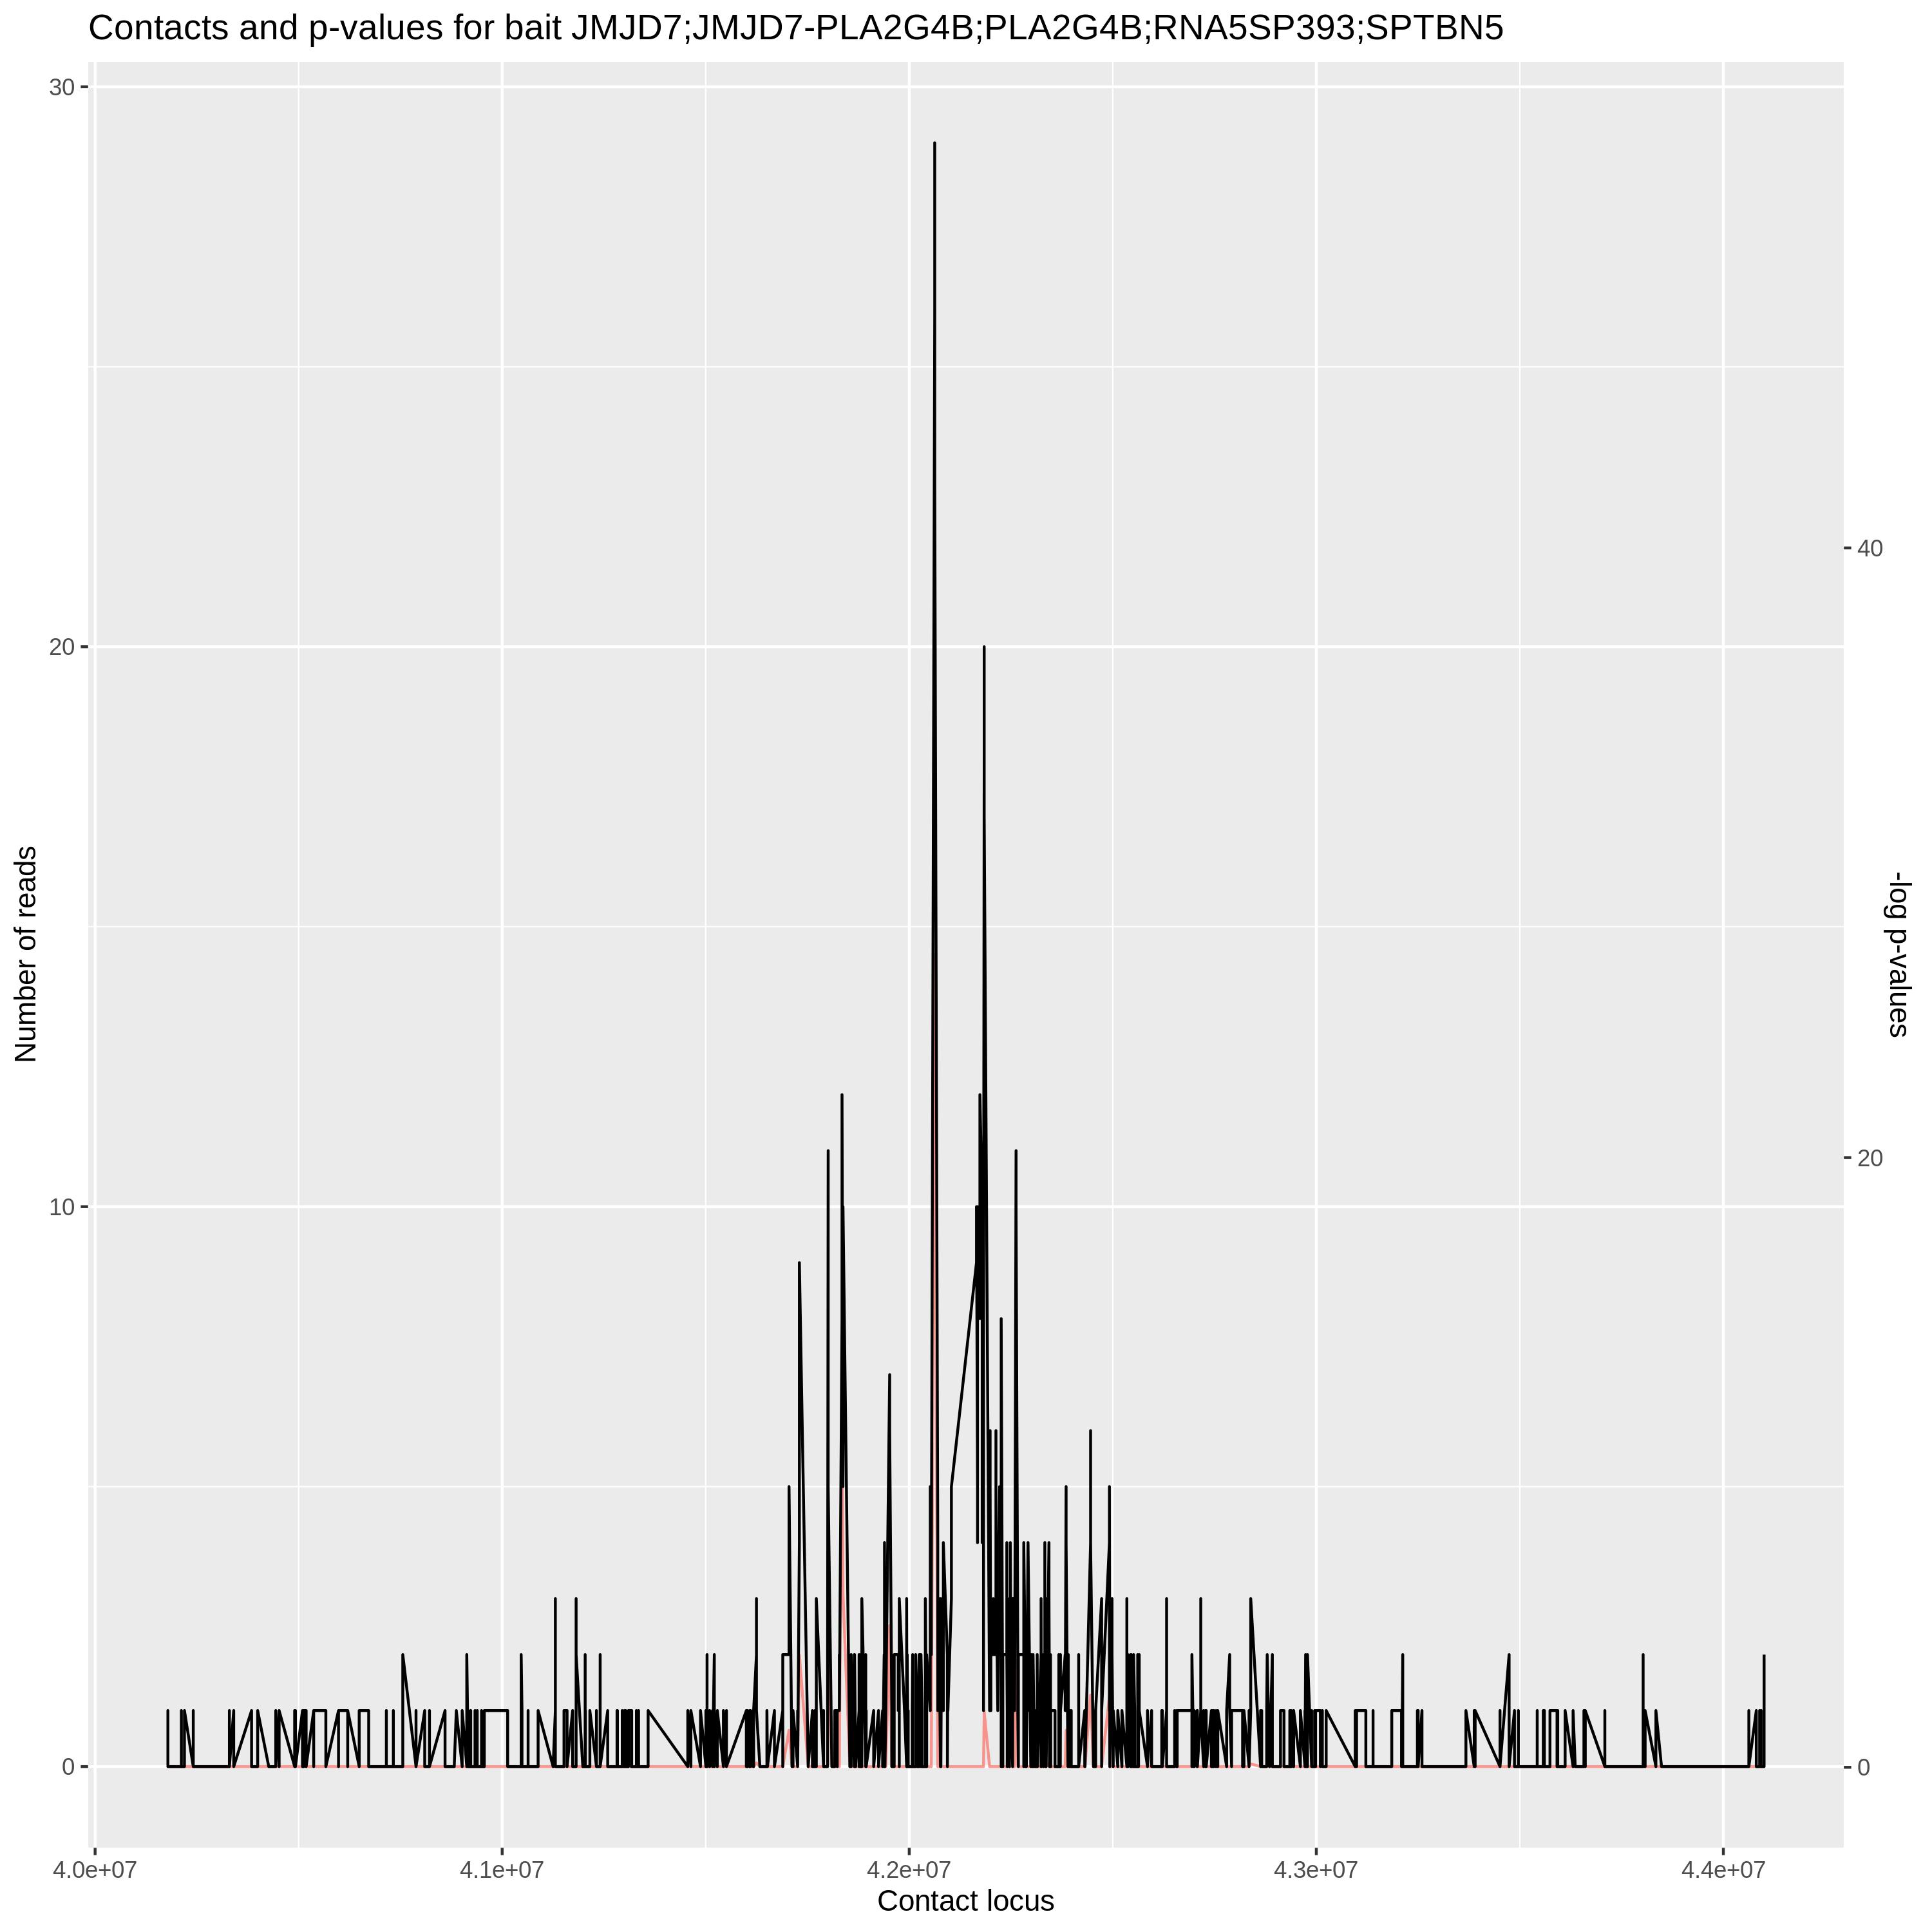 Contacts and p-values for bait JMJD7;JMJD7-PLA2G4B;PLA2G4B;RNA5SP393;SPTBN5
30
20
10
0
Number of reads
40
20
0
-log p-values
4.0e+07 4.1e+07 4.2e+07 4.3e+07 4.4e+07
Contact locus